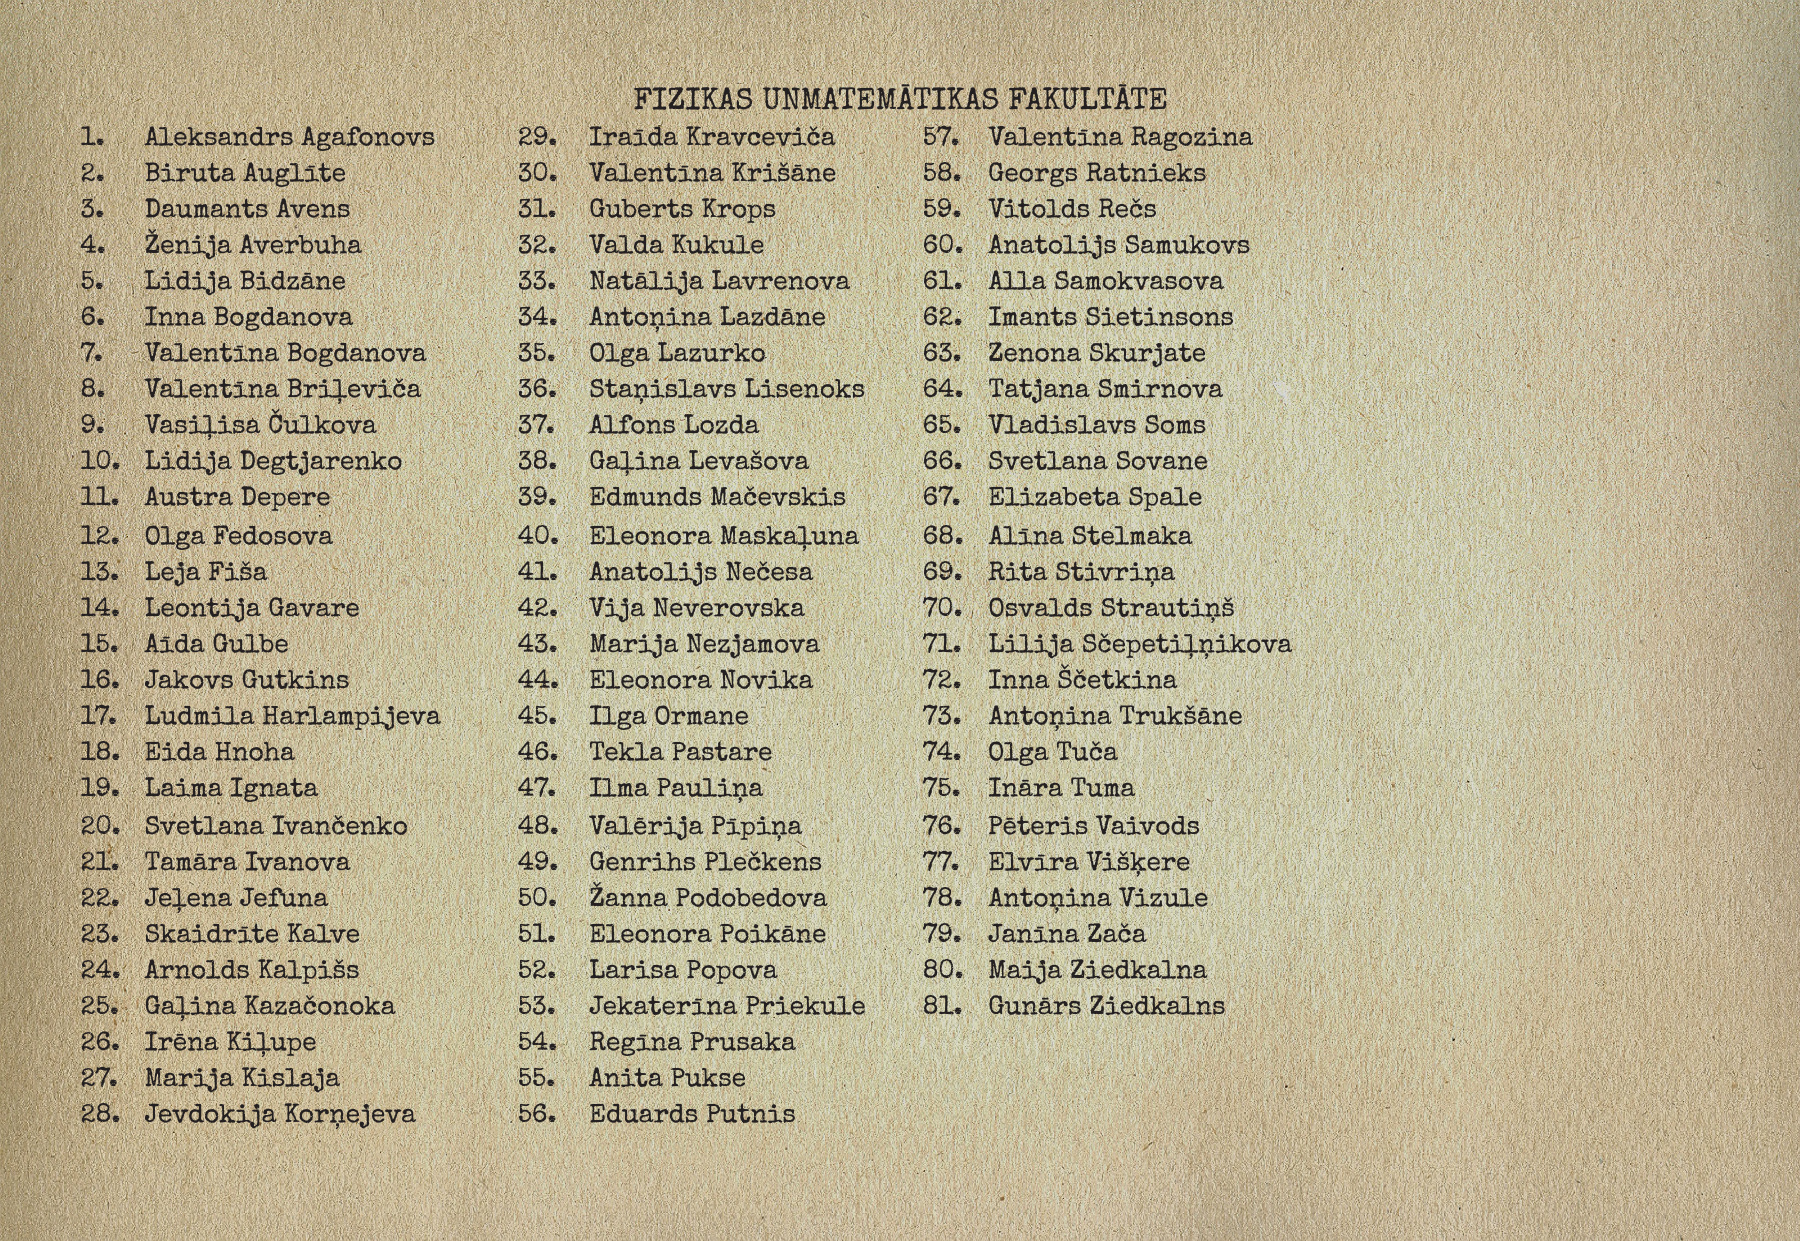 FIZIKAS UNMATEMĀTIKAS FAKULTĀTE
1. Aleksandrs Agafonovs
2. Biruta Auglīte
3. Daumants Avens
4. Ženija Averbuha
5. Lidija Bidzāne
6. Inna Bogdanova
7. Valentīna Bogdanova
8. Valentīna Briļeviča
9. Vasiļisa Čulkova
10. Lidija Degtjarenko
11. Austra Depere
12. Olga Fedosova
13. Leja Fiša
14. Leontija Gavare
15. Aīda Gulbe
16. Jakovs Gutkins
17. Ludmila Harlampijeva
18. Eida Hnoha
19. Laima Ignata
20. Svetlana Ivančenko
21. Tamāra Ivanova
22. Jeļena Jefuna
23. Skaidrīte Kalve
24. Arnolds Kalpišs
25. Gaļina Kazačonoka
26. Irēna Kiļupe
27. Marija Kislaja
28. Jevdokija Korņejeva
29. Iraīda Kravceviča
30. Valentīna Krišāne
31. Guberts Krops
32. Valda Kukule
33. Natālija Lavrenova
34. Antoņina Lazdāne
35. Olga Lazurko
36. Staņislavs Lisenoks
37. Alfons Lozda
38. Gaļina Levašova
39. Edmunds Mačevskis
40. Eleonora Maskaļuna
41. Anatolijs Nečesa
42. Vija Neverovska
43. Marija Nezjamova
44. Eleonora Novika
45. Ilga Ormane
46. Tekla Pastare
47. Ilma Pauliņa
48. Valērija Pīpiņa
49. Genrihs Plečkens
50. Žanna Podobedova
51. Eleonora Poikāne
52. Larisa Popova
53. Jekaterīna Priekule
54. Regīna Prusaka
55. Anita Pukse
56. Eduards Putnis
57. Valentīna Ragozina
58. Georgs Ratnieks
59. Vitolds Rečs
60. Anatolijs Samukovs
61. Alla Samokvasova
62. Imants Sietinsons
63. Zenona Skurjate
64. Tatjana Smirnova
65. Vladislavs Soms
66. Svetlana Sovane
67. Elizabeta Spale
68. Alīna Stelmaka
69. Rita Stivriņa
70. Osvalds Strautiņš
71. Lilija Sčepetiļņikova
72. Inna Ščetkina
73. Antoņina Trukšāne
74. Olga Tuča
75. Ināra Tuma
76. Pēteris Vaivods
77. Elvīra Višķere
78. Antoņina Vizule
79. Janīna Zača
80. Maija Ziedkalna
81. Gunārs Ziedkalns